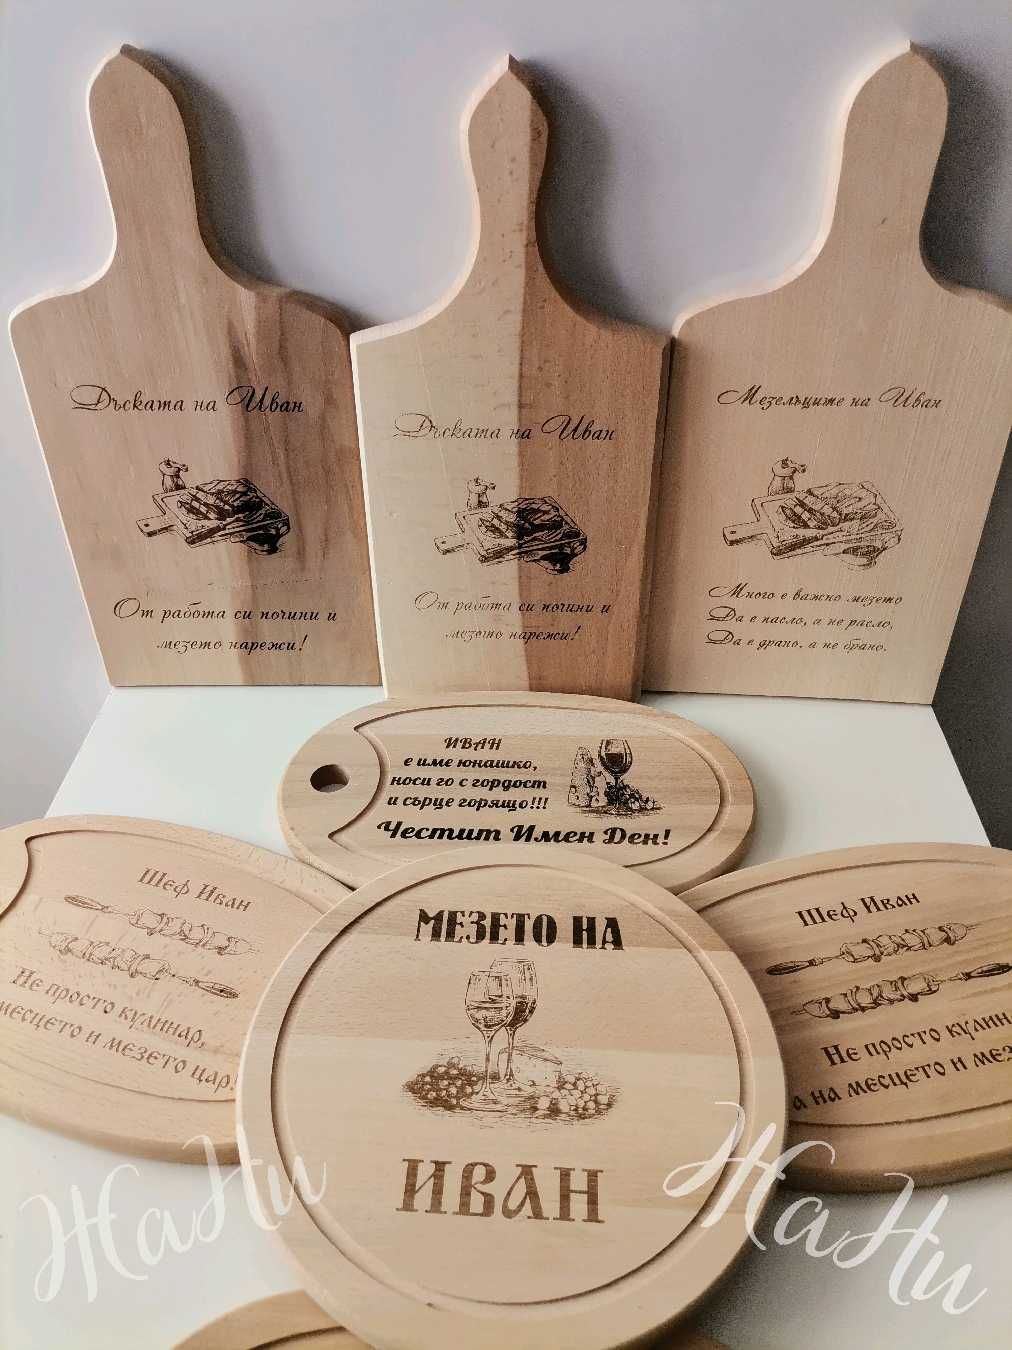 Дъската на Иван
От работа си почини и
мезето нарежи!
Дъската на Иван
От работа си почини и
мезето нарежи!
Мезелъците на Иван
Много е важно мезето
Да е пасло, а не расло,
Да е драно, а не брано.
ИВАН
е име юнашко,
носи го с гордост
и сърце горящо!!!
Честит Имен Ден!
Шеф Иван
Не просто кулинар,
месцето и мезето цар!
МЕЗЕТО НА
ИВАН
Шеф Иван
Не просто кулин
а на месцето и мез
ЖаНи
ЖаНи